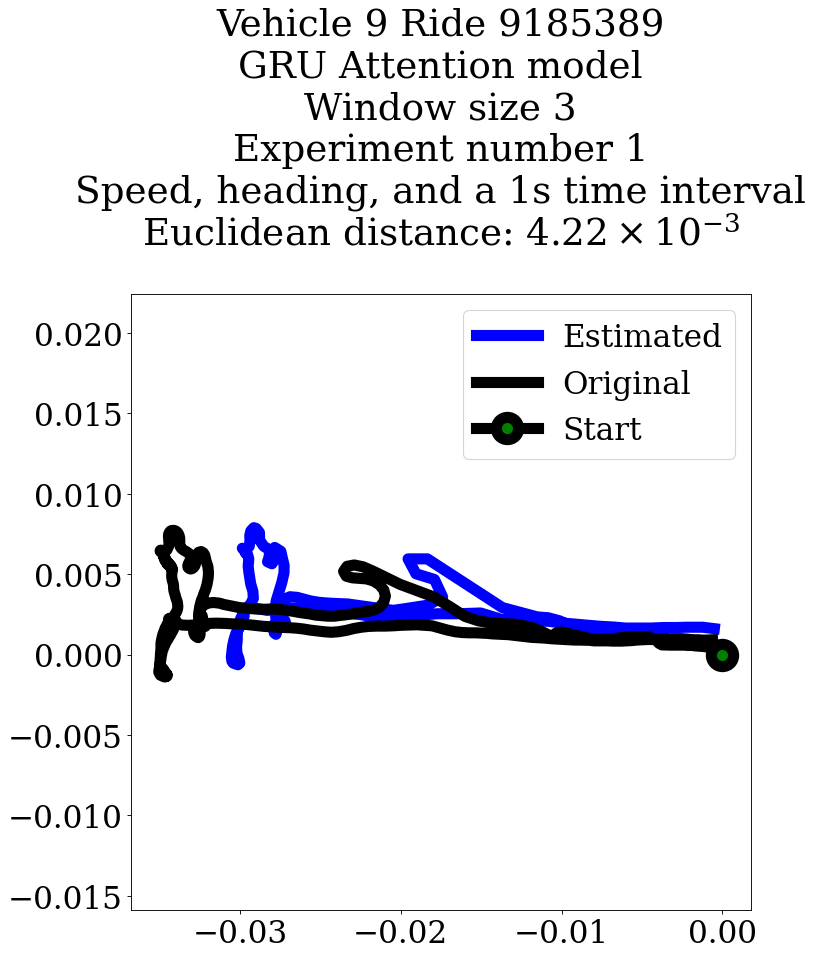 Vehicle 9 Ride 9185389
GRU Attention model
Window size 3
Experiment number 1
Speed, heading, and a 1s time interval
Euclidean distance: 4.22 × 10⁻³
Estimated
Original
Start
0.020
0.015
0.010
0.005
0.000
−0.005
−0.010
−0.015
−0.03 −0.02 −0.01 0.00